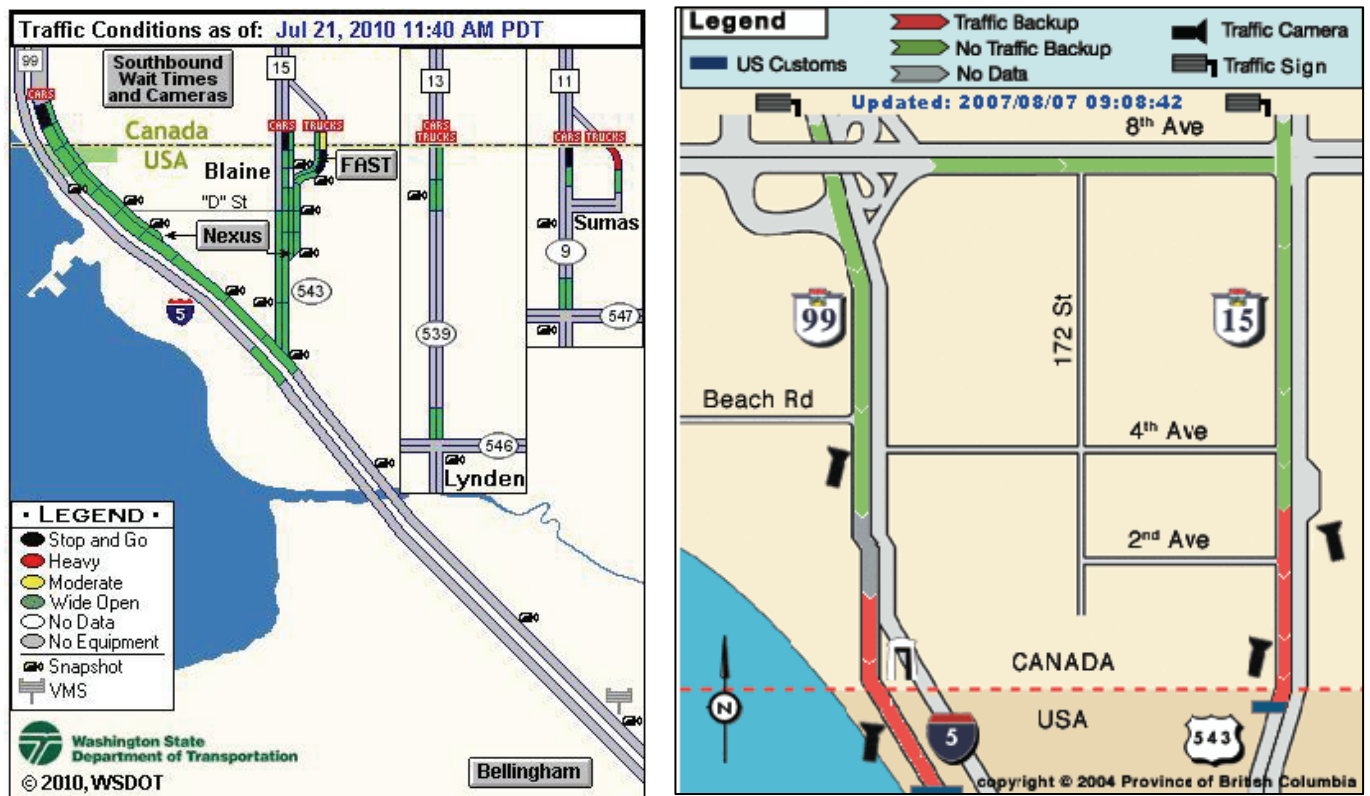 Traffic Conditions as of: Jul 21, 2010 11:40 AM PDT
99
Southbound
Wait Times
and Cameras
15
13
11
CARS
CARS
TRUCKS
CARS
TRUCKS
CARS
TRUCKS
Canada
USA
Blaine
FAST
"D" St
Nexus
Sumas
9
543
5
547
539
546
Lynden
• LEGEND •
Stop and Go
Heavy
Moderate
Wide Open
No Data
No Equipment
Snapshot
VMS
Washington State
Department of Transportation
© 2010, WSDOT
Bellingham
Legend
Traffic Backup
No Traffic Backup
No Data
US Customs
Traffic Camera
Traffic Sign
Updated: 2007/08/07 09:08:42
8th Ave
99
172 St
15
Beach Rd
4th Ave
2nd Ave
CANADA
USA
N
5
543
copyright © 2004 Province of British Columbia